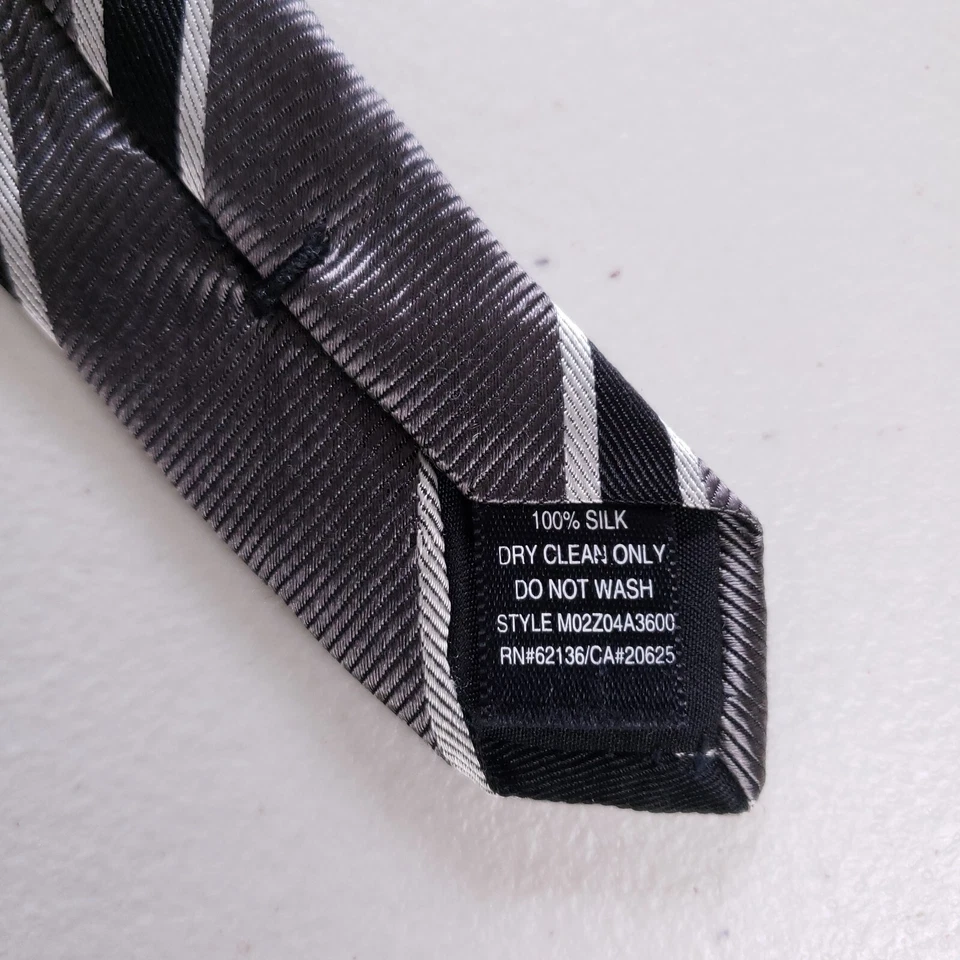 100% SILK
DRY CLEAN ONLY
DO NOT WASH
STYLE M02Z04A3600
RN#62136/CA#20625